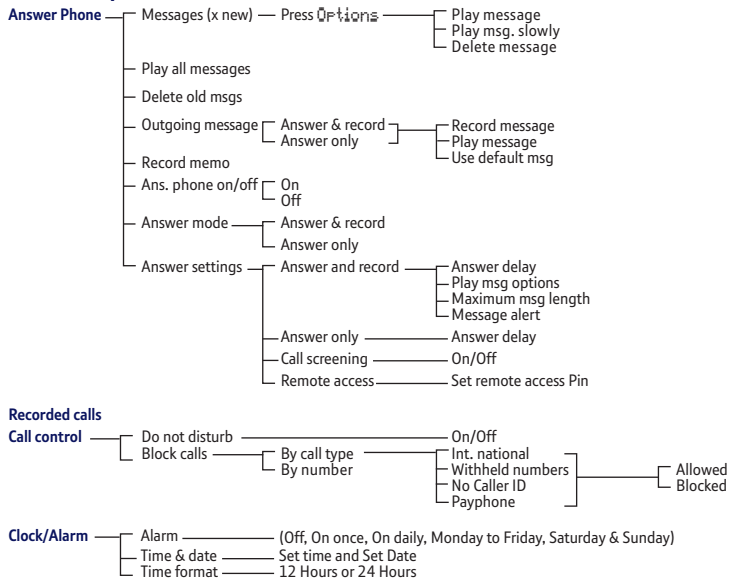 Answer Phone Messages (x new) Press Options Play message
Play msg. slowly
Delete message
Play all messages
Delete old msgs
Outgoing message Answer & record Record message
Answer only Play message
Use default msg
Record memo
Ans. phone on/off On
Off
Answer mode Answer & record
Answer only
Answer settings Answer and record Answer delay
Play msg options
Maximum msg length
Message alert
Answer only Answer delay
Call screening On/Off
Remote access Set remote access Pin
Recorded calls
Call control Do not disturb On/Off
Block calls By call type Int. national
By number Withheld numbers Allowed
No Caller ID Blocked
Payphone
Clock/Alarm Alarm (Off, On once, On daily, Monday to Friday, Saturday & Sunday)
Time & date Set time and Set Date
Time format 12 Hours or 24 Hours